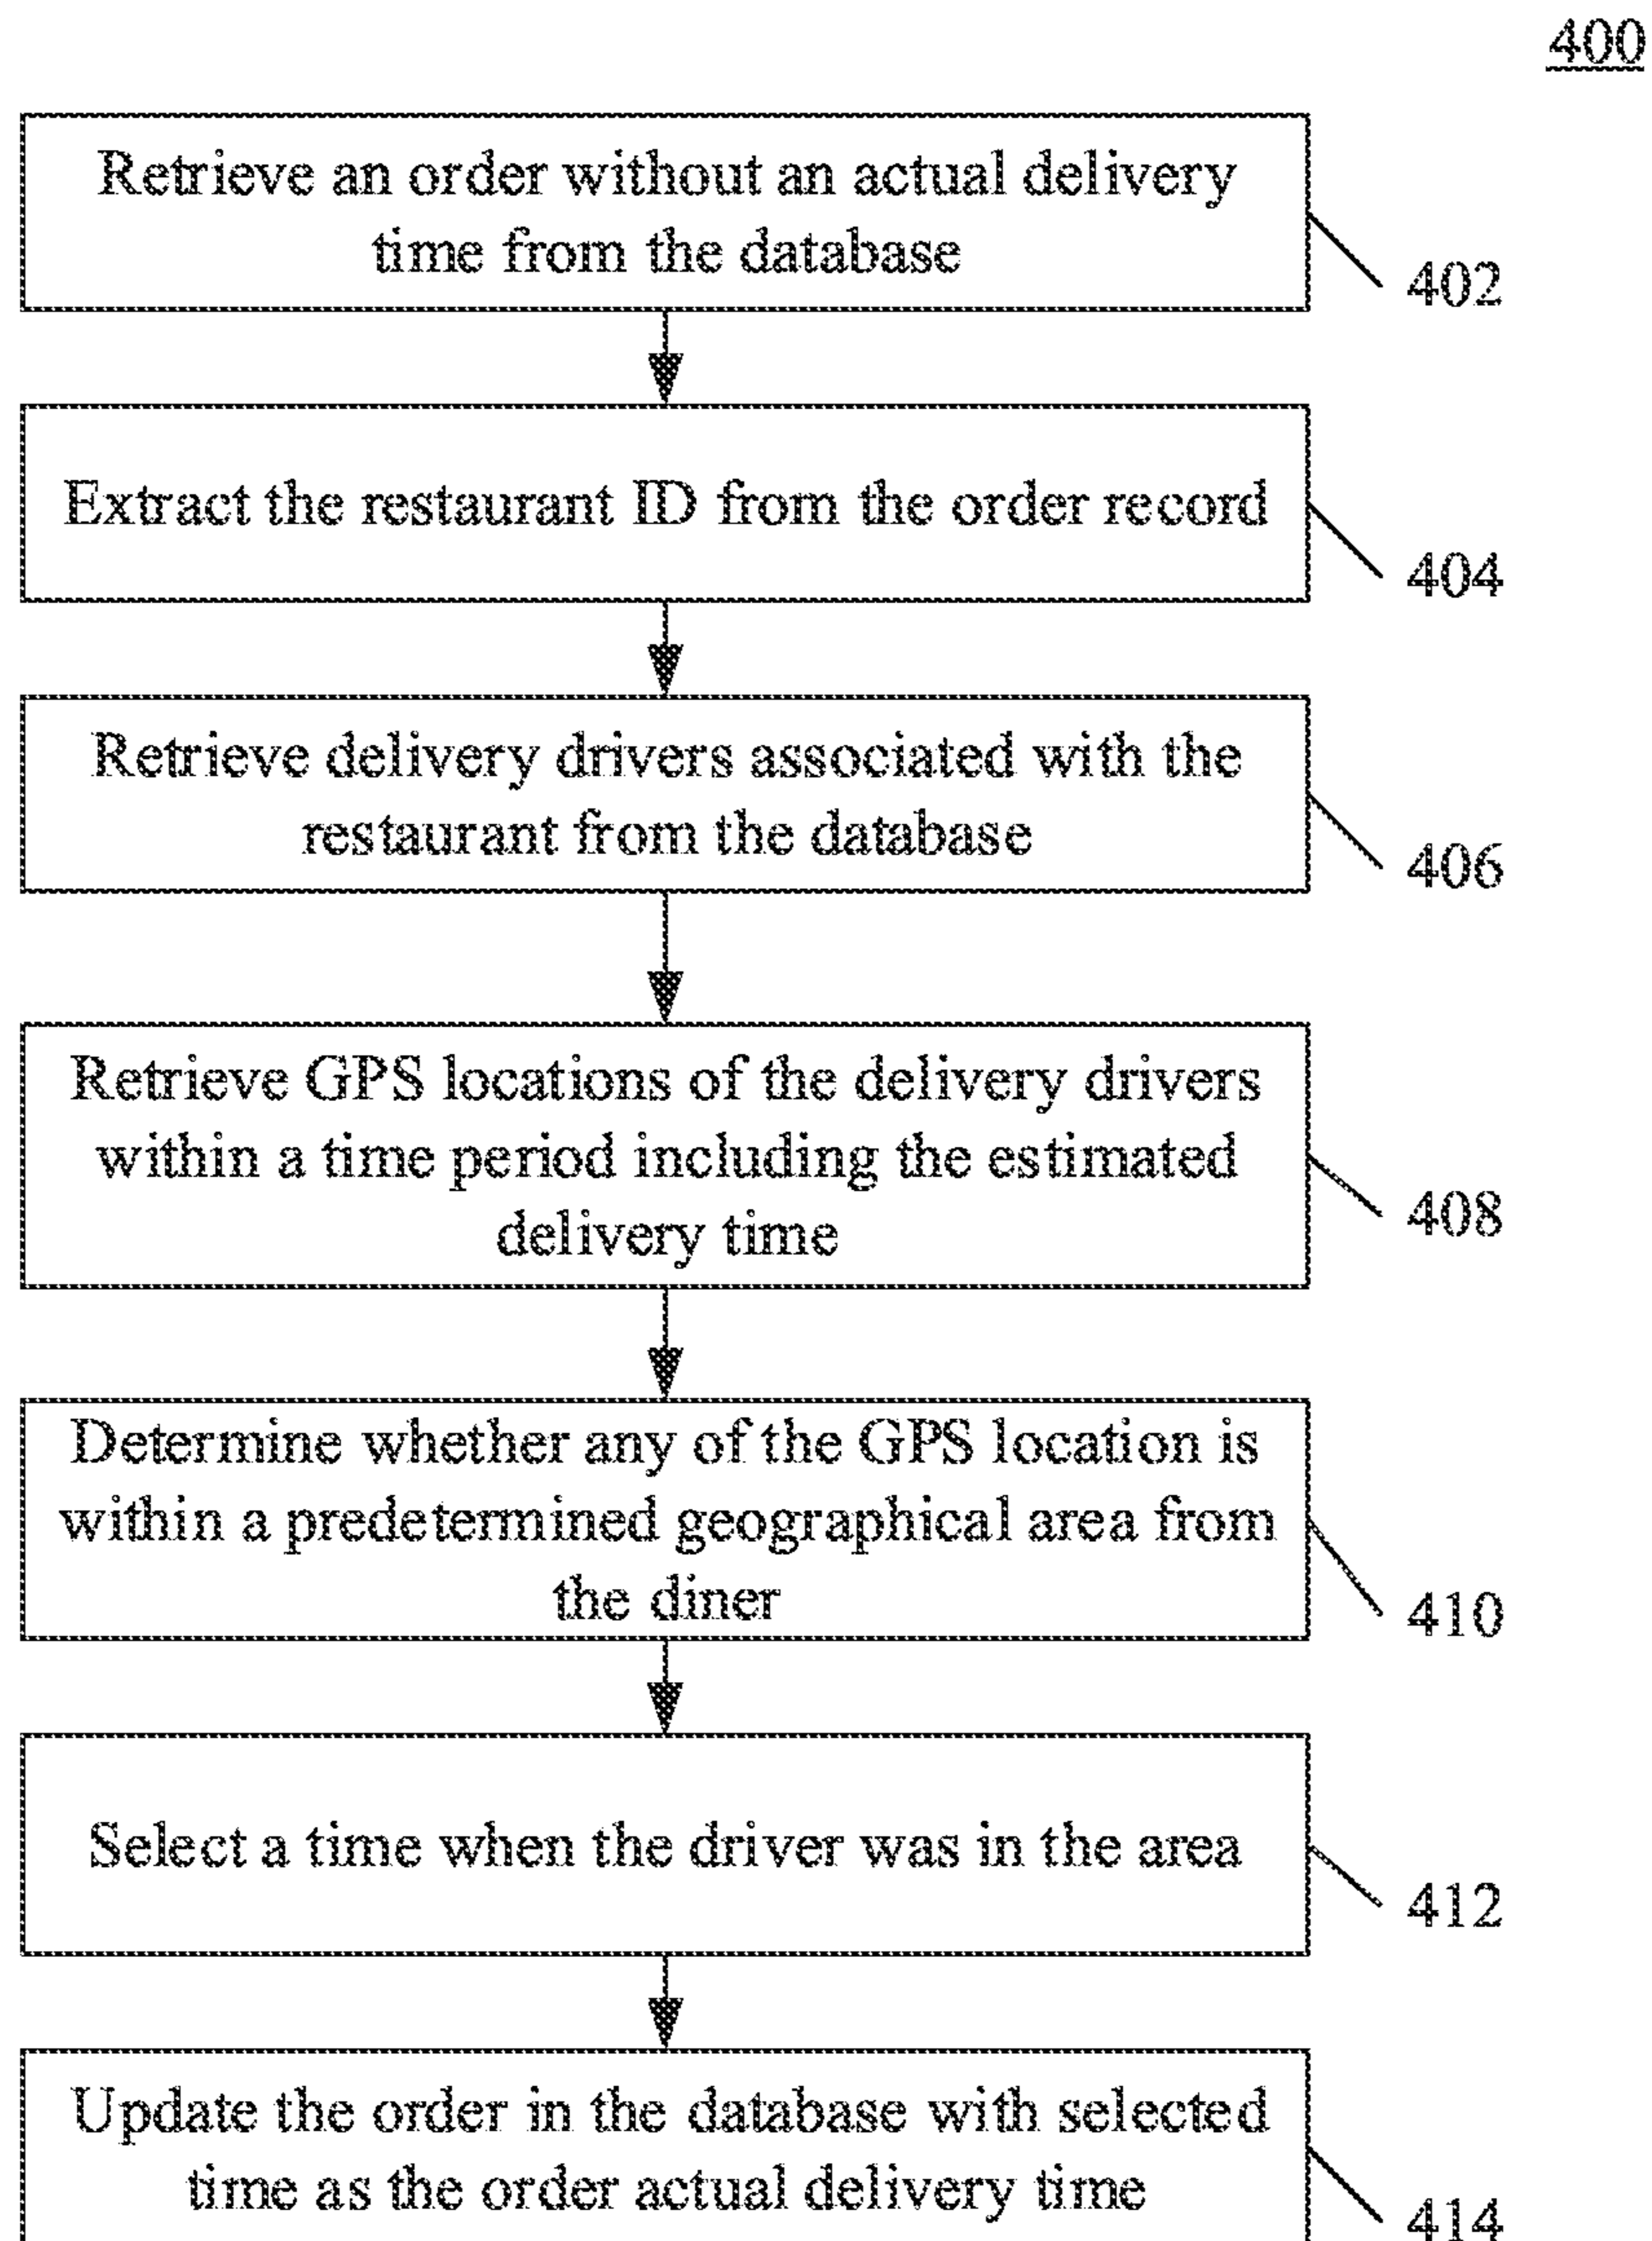 400
Retrieve an order without an actual delivery
time from the database
402
Extract the restaurant ID from the order record
404
Retrieve delivery drivers associated with the
restaurant from the database
406
Retrieve GPS locations of the delivery drivers
within a time period including the estimated
delivery time
408
Determine whether any of the GPS location is
within a predetermined geographical area from
the diner
410
Select a time when the driver was in the area
412
Update the order in the database with selected
time as the order actual delivery time
414